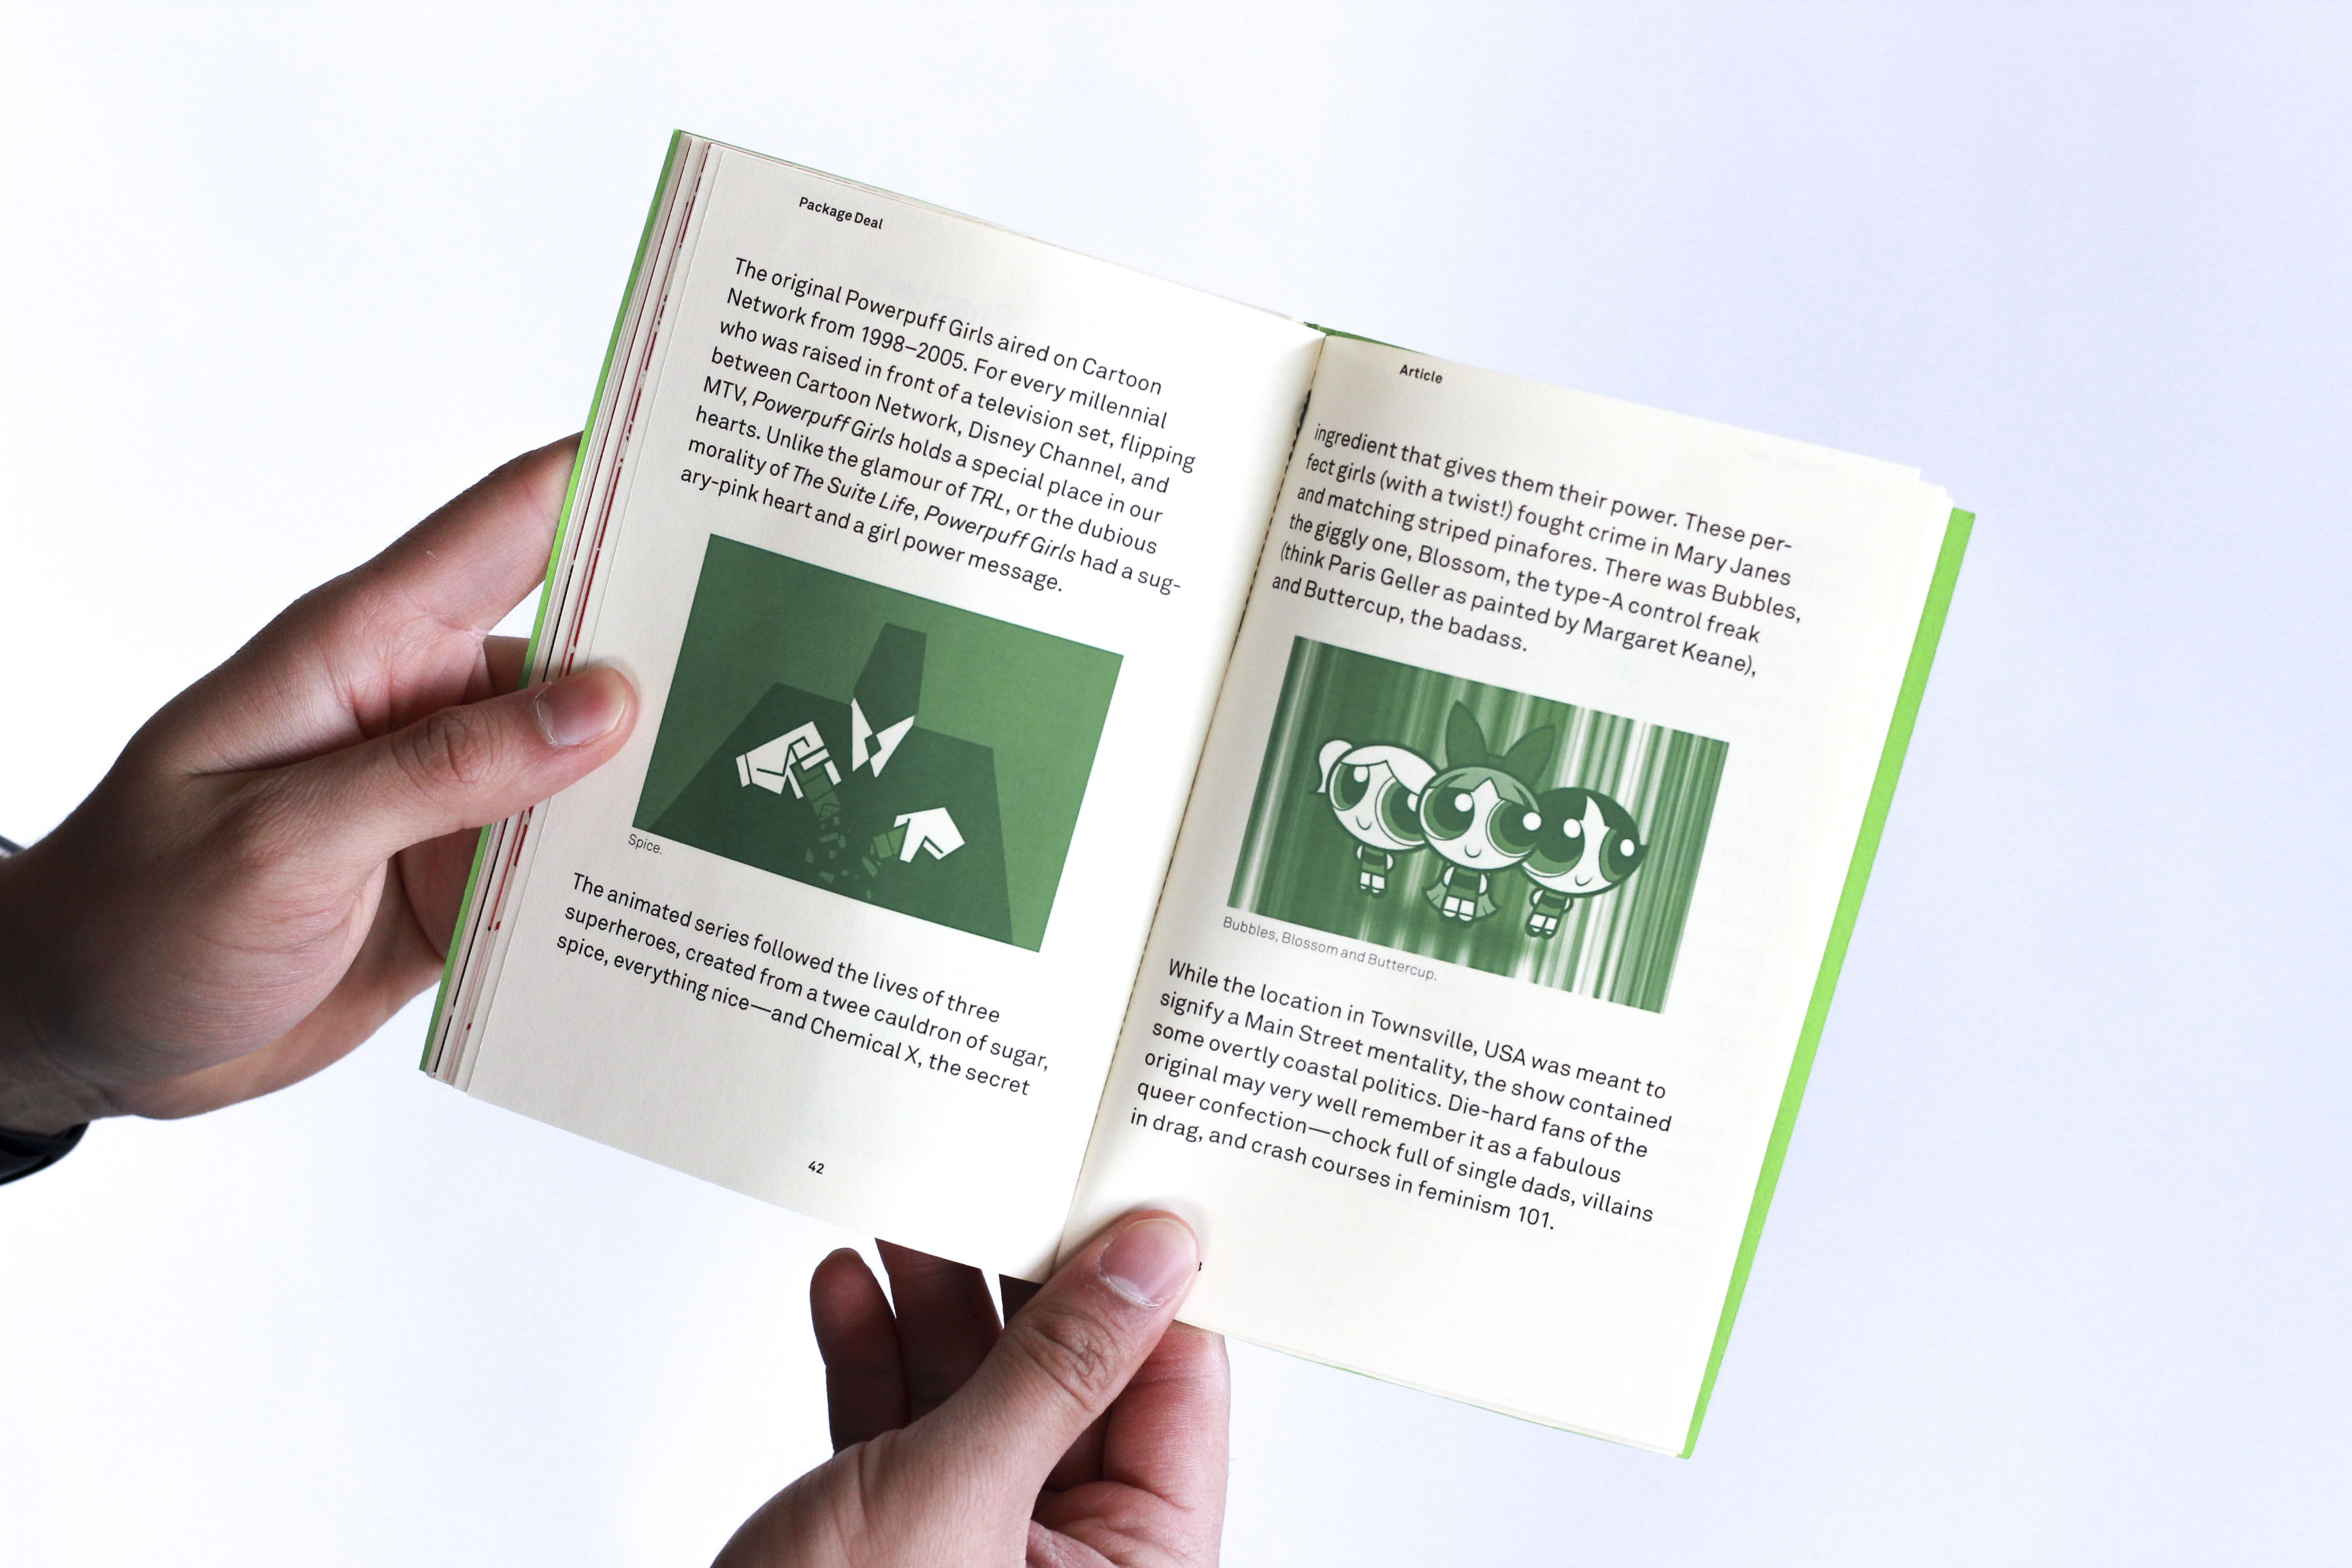 Package Deal
The original Powerpuff Girls aired on Cartoon
Network from 1998–2005. For every millennial
who was raised in front of a television set, flipping
between Cartoon Network, Disney Channel, and
MTV, Powerpuff Girls holds a special place in our
hearts. Unlike the glamour of TRL, or the dubious
morality of The Suite Life, Powerpuff Girls had a sug-
ary-pink heart and a girl power message.
Spice.
The animated series followed the lives of three
superheroes, created from a twee cauldron of sugar,
spice, everything nice—and Chemical X, the secret
42
Article
ingredient that gives them their power. These per-
fect girls (with a twist!) fought crime in Mary Janes
and matching striped pinafores. There was Bubbles,
the giggly one, Blossom, the type-A control freak
(think Paris Geller as painted by Margaret Keane),
and Buttercup, the badass.
Bubbles, Blossom and Buttercup.
While the location in Townsville, USA was meant to
signify a Main Street mentality, the show contained
some overtly coastal politics. Die-hard fans of the
original may very well remember it as a fabulous
queer confection—chock full of single dads, villains
in drag, and crash courses in feminism 101.